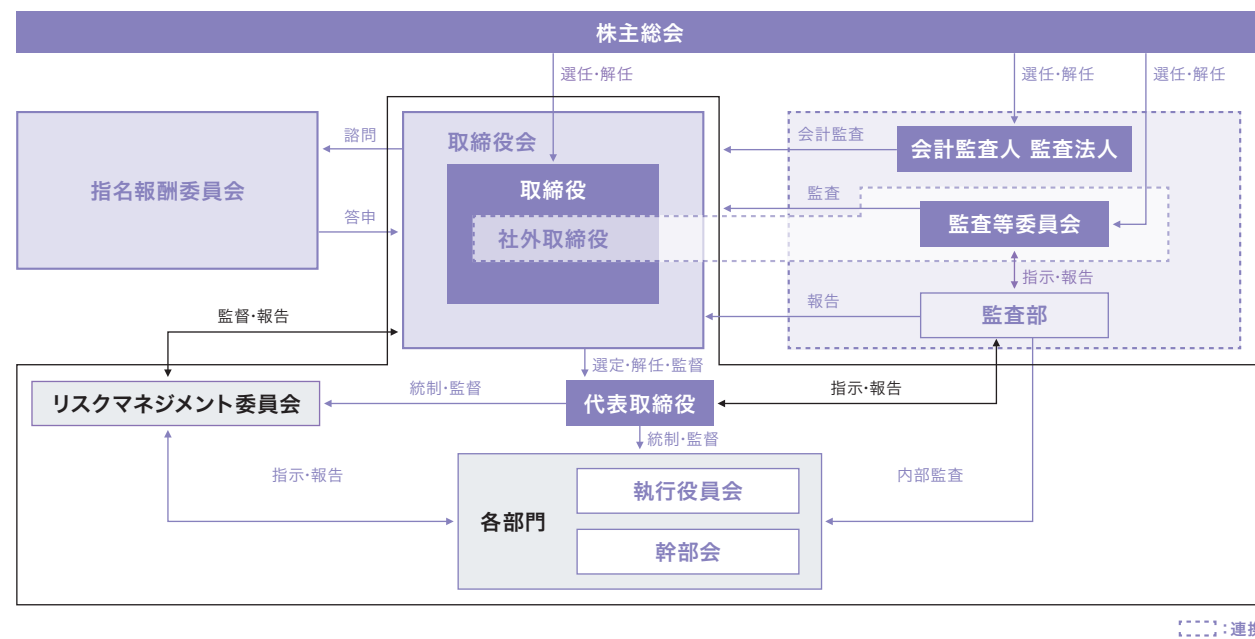 株主総会
選任・解任
選任・解任
選任・解任
指名報酬委員会
諮問
答申
取締役会
取締役
社外取締役
会計監査
会計監査人 監査法人
監査
監査等委員会
指示・報告
報告
監査部
監督・報告
選定・解任・監督
リスクマネジメント委員会
統制・監督
代表取締役
指示・報告
統制・監督
指示・報告
各部門
執行役員会
幹部会
内部監査
：連携